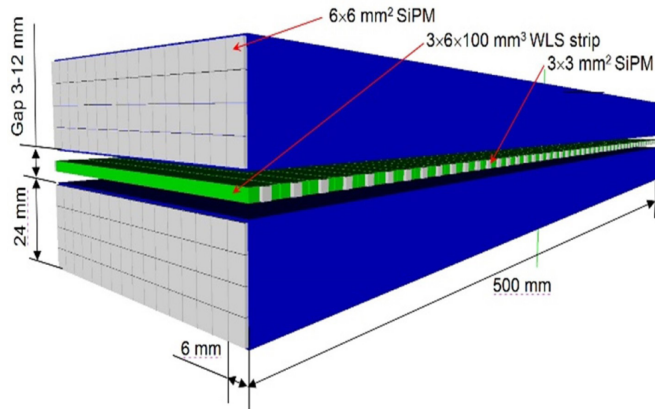 6×6 mm² SiPM
3×6×100 mm³ WLS strip
3×3 mm² SiPM
Gap 3-12 mm
24 mm
500 mm
6 mm